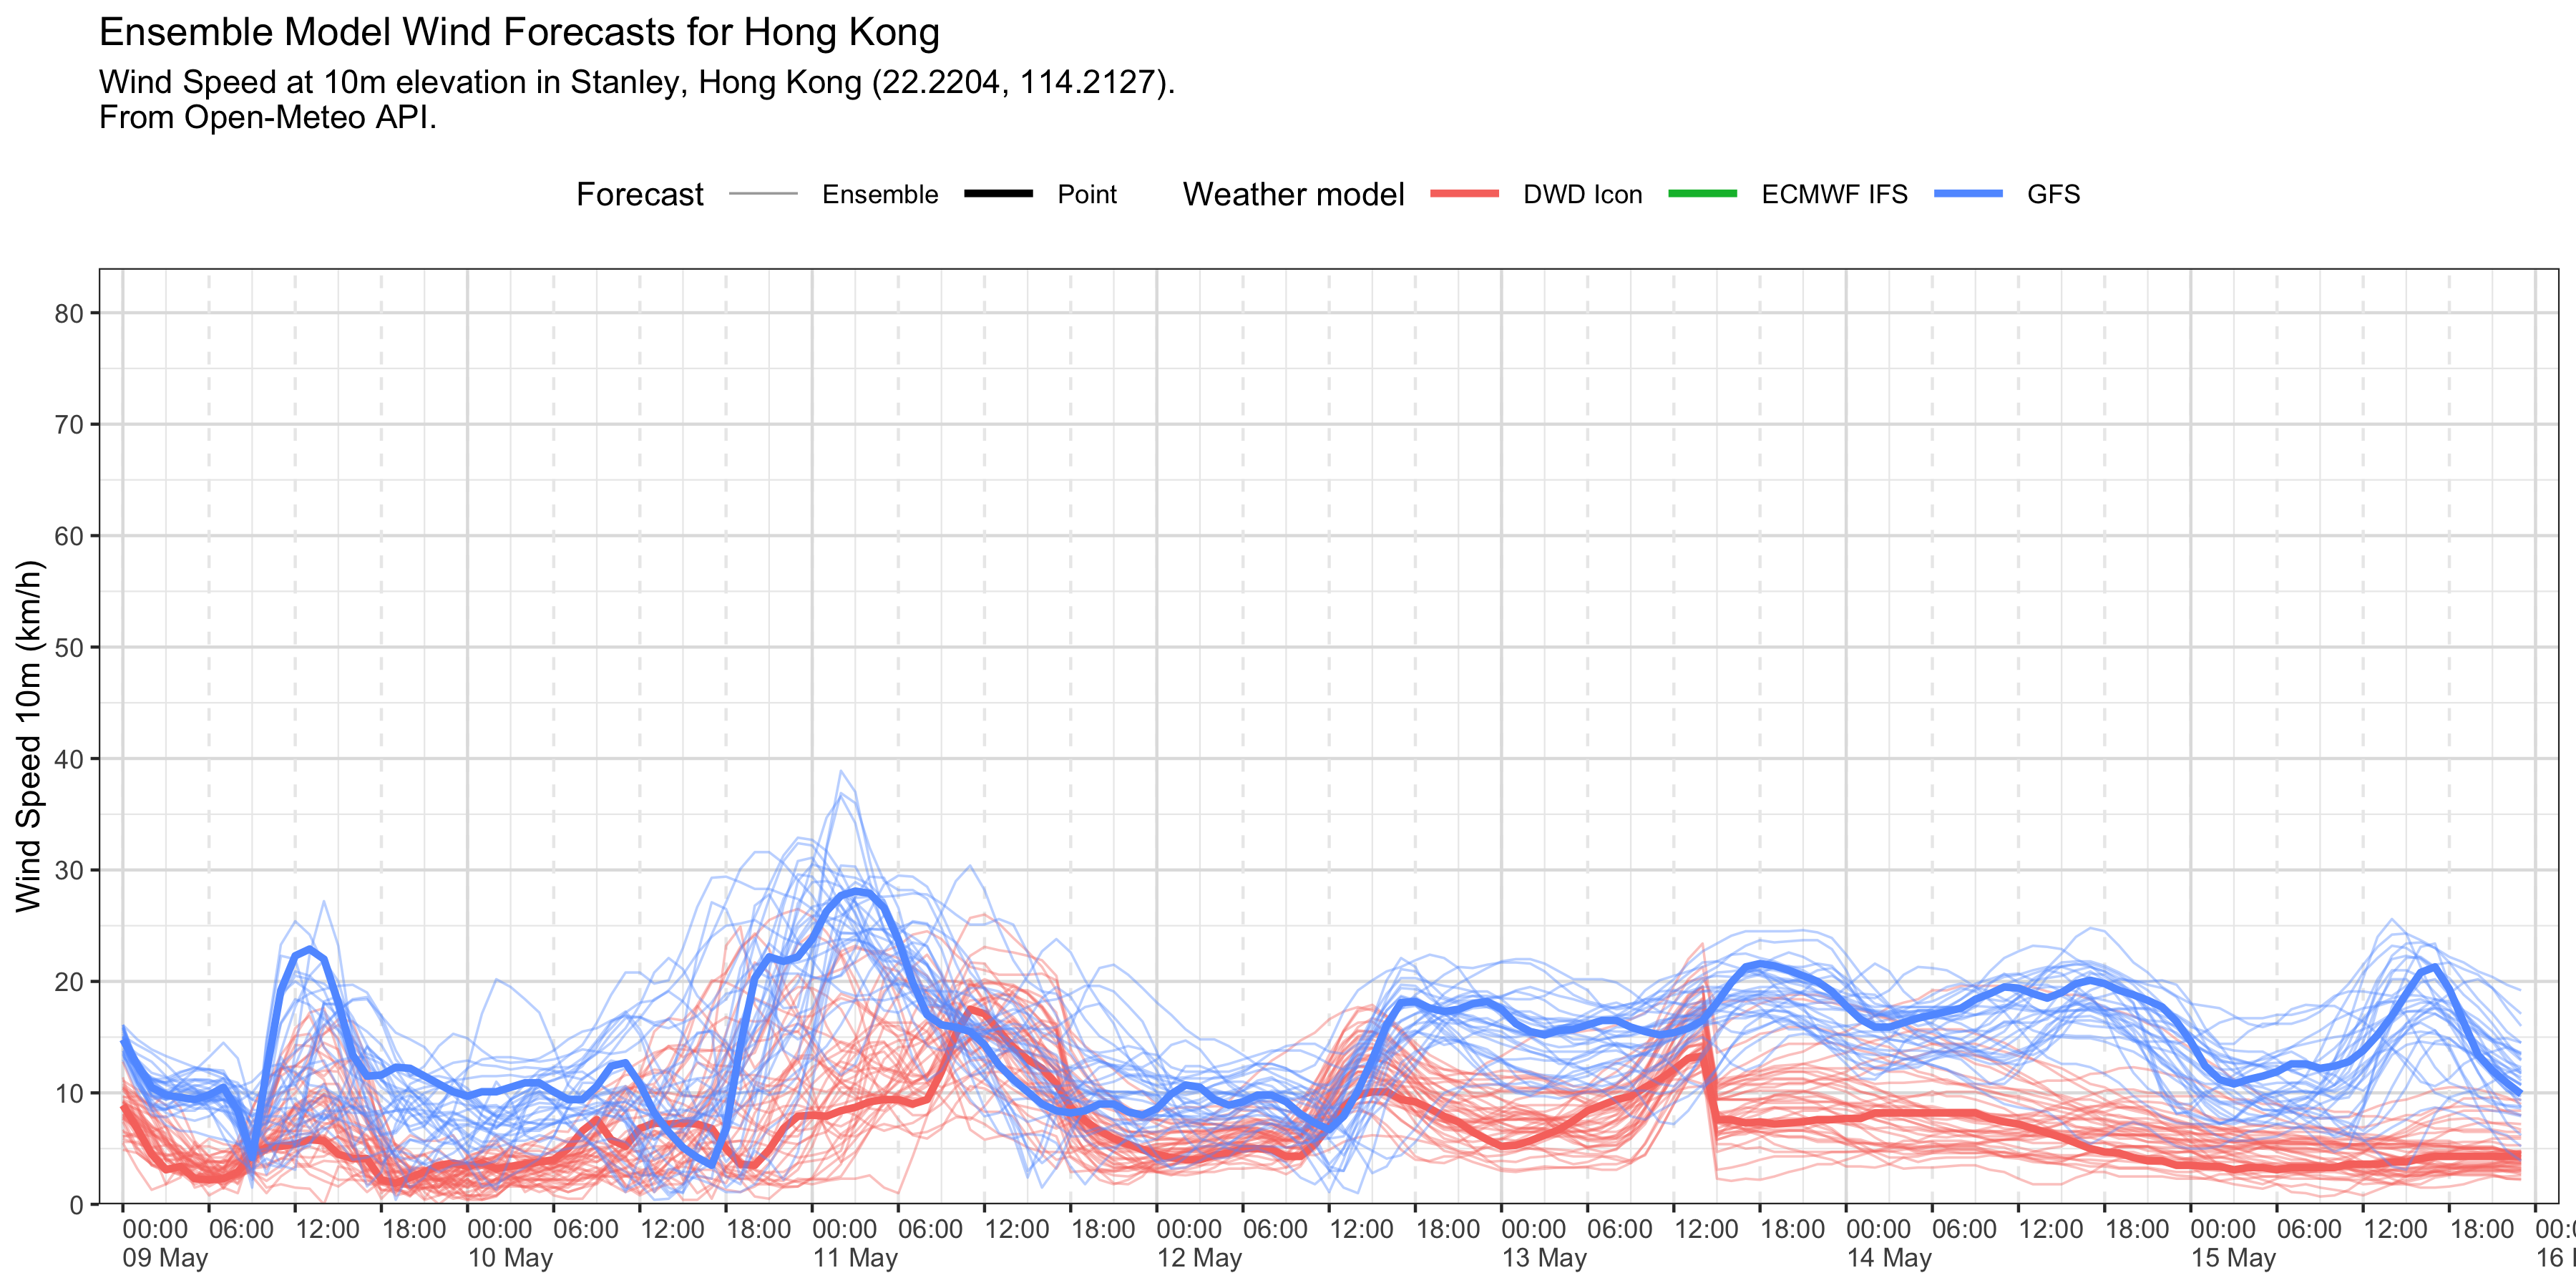 Ensemble Model Wind Forecasts for Hong Kong
Wind Speed at 10m elevation in Stanley, Hong Kong (22.2204, 114.2127).
From Open-Meteo API.
Forecast Ensemble Point Weather model DWD Icon ECMWF IFS GFS
Wind Speed 10m (km/h)
80
70
60
50
40
30
20
10
0
00:00 06:00 12:00 18:00 00:00 06:00 12:00 18:00 00:00 06:00 12:00 18:00 00:00 06:00 12:00 18:00 00:00 06:00 12:00 18:00 00:00 06:00 12:00 18:00 00:00 06:00 12:00 18:00
09 May 10 May 11 May 12 May 13 May 14 May 15 May 16